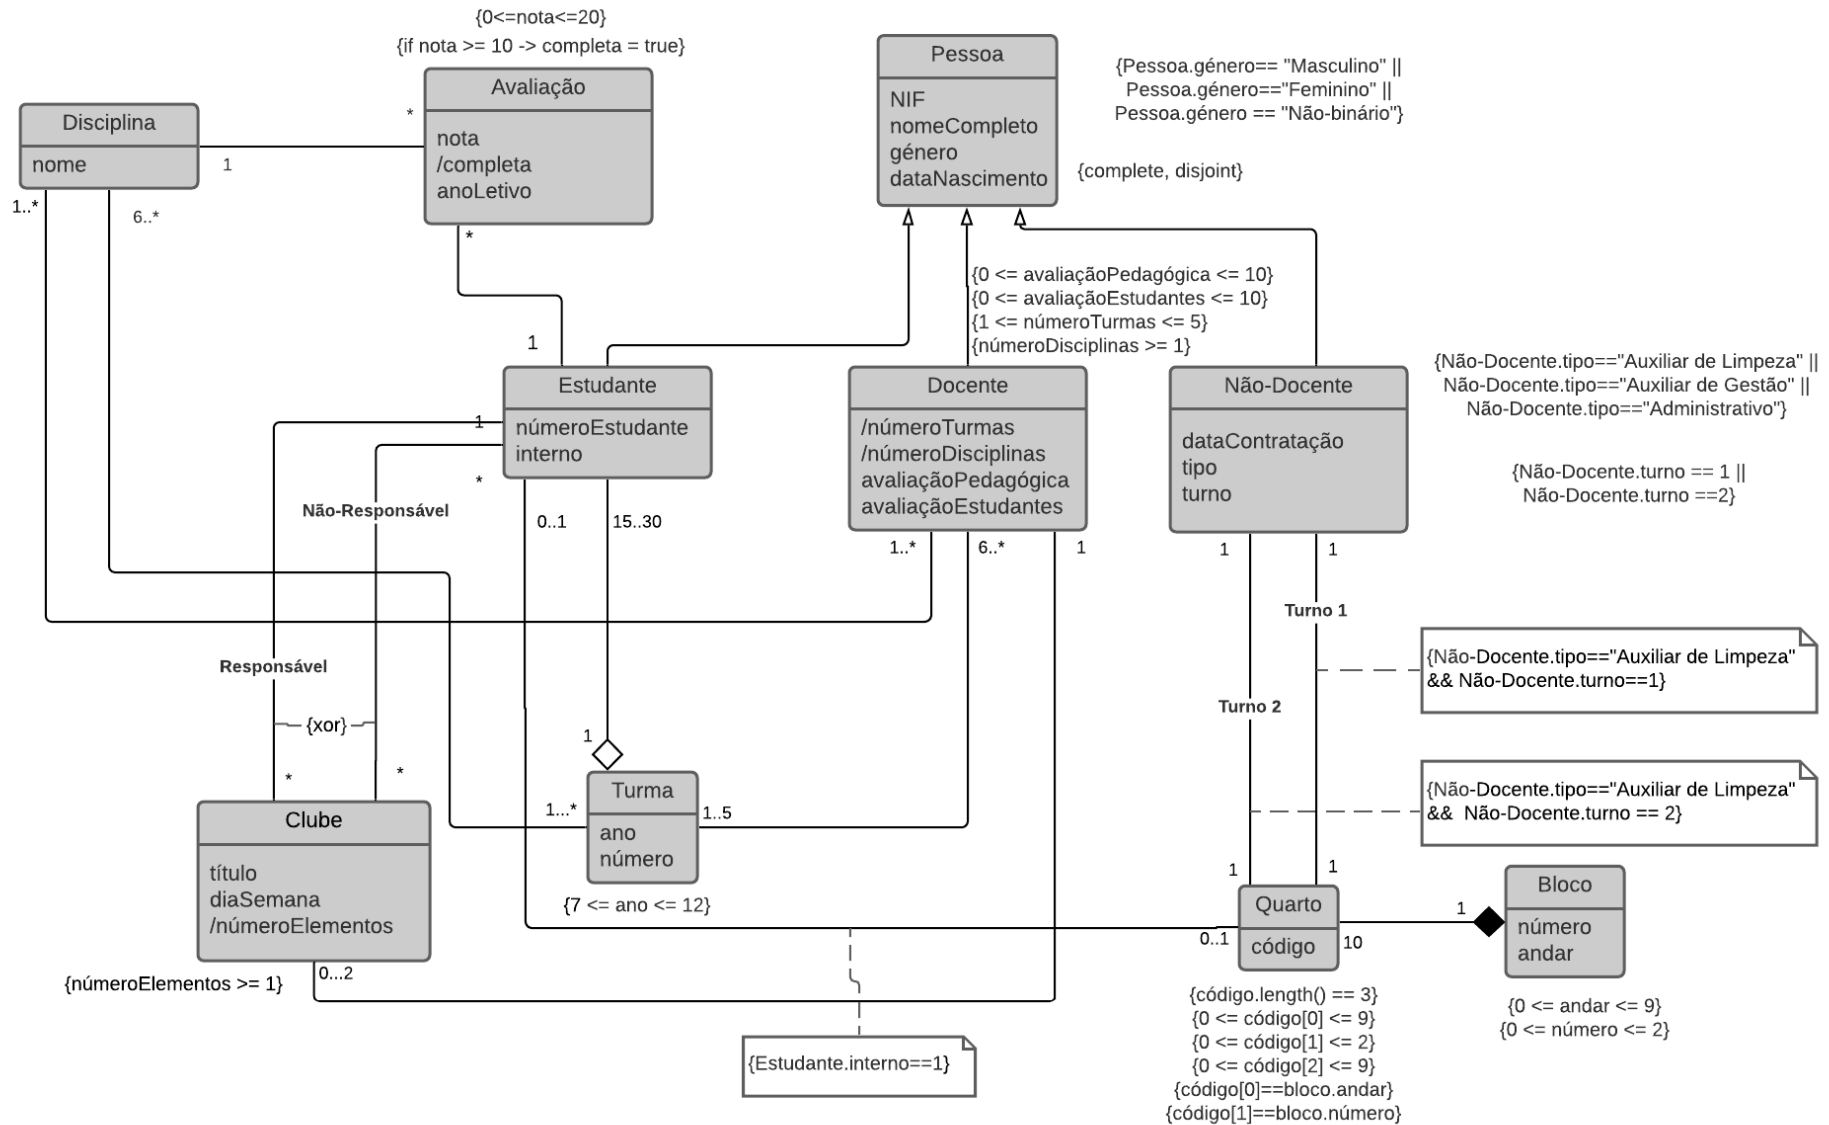 {0<=nota<=20}
{if nota >= 10 -> completa = true}
Avaliação
nota
/completa
anoLetivo
Pessoa
NIF
nomeCompleto
género
dataNascimento
{Pessoa.género== "Masculino" ||
Pessoa.género=="Feminino" ||
Pessoa.género == "Não-binário"}
{complete, disjoint}
Disciplina
nome
*
1
1..*
6..*
*
1
{0 <= avaliaçãoPedagógica <= 10}
{0 <= avaliaçãoEstudantes <= 10}
{1 <= númeroTurmas <= 5}
{númeroDisciplinas >= 1}
Estudante
númeroEstudante
interno
1
*
0..1
15..30
Docente
/númeroTurmas
/númeroDisciplinas
avaliaçãoPedagógica
avaliaçãoEstudantes
1..*
6..*
1
Não-Docente
dataContratação
tipo
turno
1
1
{Não-Docente.tipo=="Auxiliar de Limpeza" ||
Não-Docente.tipo=="Auxiliar de Gestão" ||
Não-Docente.tipo=="Administrativo"}
{Não-Docente.turno == 1 ||
Não-Docente.turno ==2}
Não-Responsável
Responsável
{xor}
*
*
Turno 1
Turno 2
{Não-Docente.tipo=="Auxiliar de Limpeza"
&& Não-Docente.turno==1}
{Não-Docente.tipo=="Auxiliar de Limpeza"
&& Não-Docente.turno == 2}
1
Turma
ano
número
1...*
1..5
{7 <= ano <= 12}
Clube
título
diaSemana
/númeroElementos
{númeroElementos >= 1}
0...2
1
1
Quarto
código
0..1
10
1
Bloco
número
andar
{0 <= andar <= 9}
{0 <= número <= 2}
{código.length() == 3}
{0 <= código[0] <= 9}
{0 <= código[1] <= 2}
{0 <= código[2] <= 9}
{código[0]==bloco.andar}
{código[1]==bloco.número}
{Estudante.interno==1}